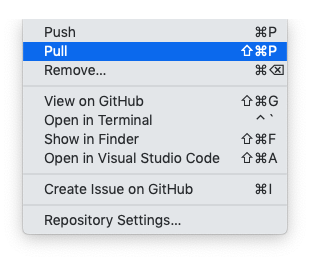 Push ⌘P
Pull ⇧⌘P
Remove... ⌘⌫
View on GitHub ⇧⌘G
Open in Terminal ⌃`
Show in Finder ⇧⌘F
Open in Visual Studio Code ⇧⌘A
Create Issue on GitHub ⌘I
Repository Settings...